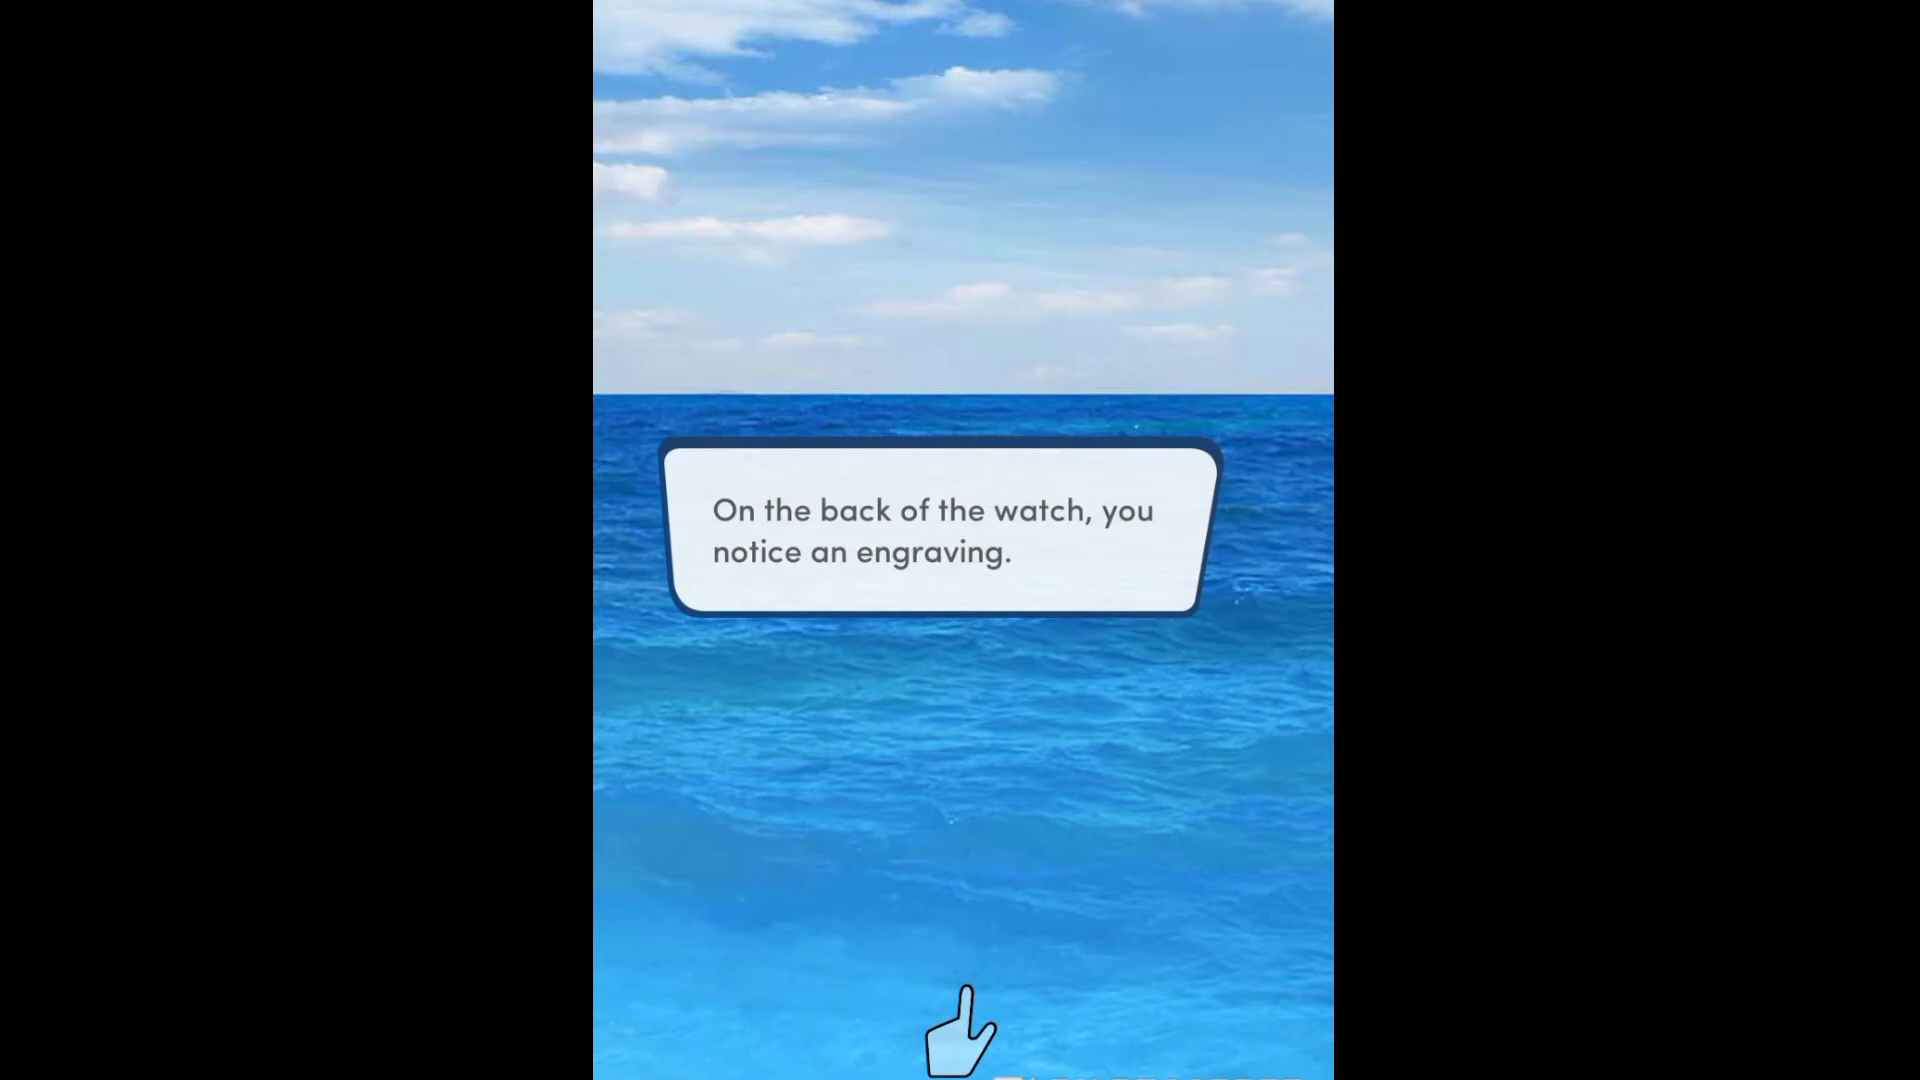 On the back of the watch, you
notice an engraving.